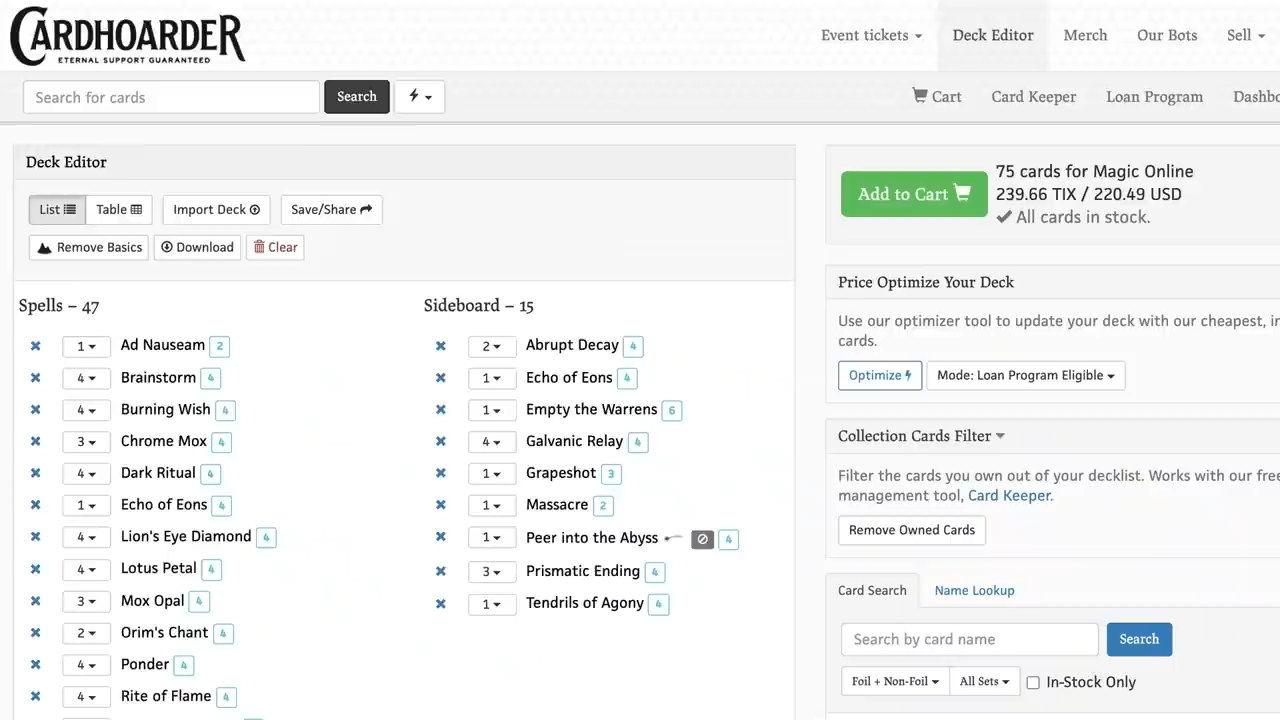 CARDHOARDER
ETERNAL SUPPORT GUARANTEED
Event tickets
Deck Editor
Merch
Our Bots
Sell
Search for cards
Search
Cart
Card Keeper
Loan Program
Dashbo
Deck Editor
List
Table
Import Deck
Save/Share
Remove Basics
Download
Clear
Spells – 47
1 Ad Nauseam 2
4 Brainstorm 4
4 Burning Wish 4
3 Chrome Mox 4
4 Dark Ritual 4
1 Echo of Eons 4
4 Lion's Eye Diamond 4
4 Lotus Petal 4
3 Mox Opal 4
2 Orim's Chant 4
4 Ponder 4
4 Rite of Flame 4
Sideboard – 15
2 Abrupt Decay 4
1 Echo of Eons 4
1 Empty the Warrens 6
4 Galvanic Relay 4
1 Grapeshot 3
1 Massacre 2
1 Peer into the Abyss 4
3 Prismatic Ending 4
1 Tendrils of Agony 4
Add to Cart
75 cards for Magic Online
239.66 TIX / 220.49 USD
All cards in stock.
Price Optimize Your Deck
Use our optimizer tool to update your deck with our cheapest, in
cards.
Optimize
Mode: Loan Program Eligible
Collection Cards Filter
Filter the cards you own out of your decklist. Works with our free
management tool, Card Keeper.
Remove Owned Cards
Card Search
Name Lookup
Search by card name
Search
Foil + Non-Foil
All Sets
In-Stock Only